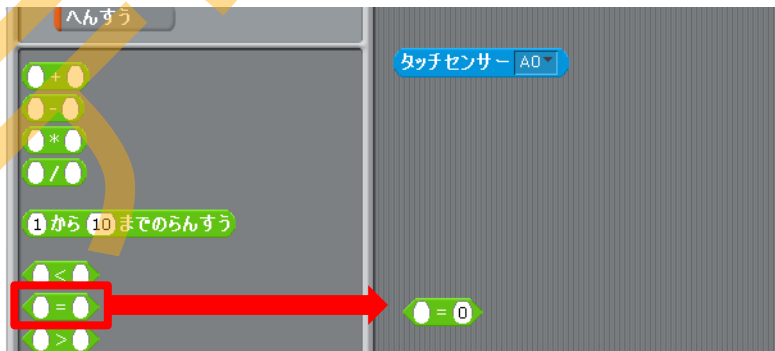 へんすう
+
-
*
/
1 から 10 までのらんすう
<
=
>
タッチセンサー A0
= 0